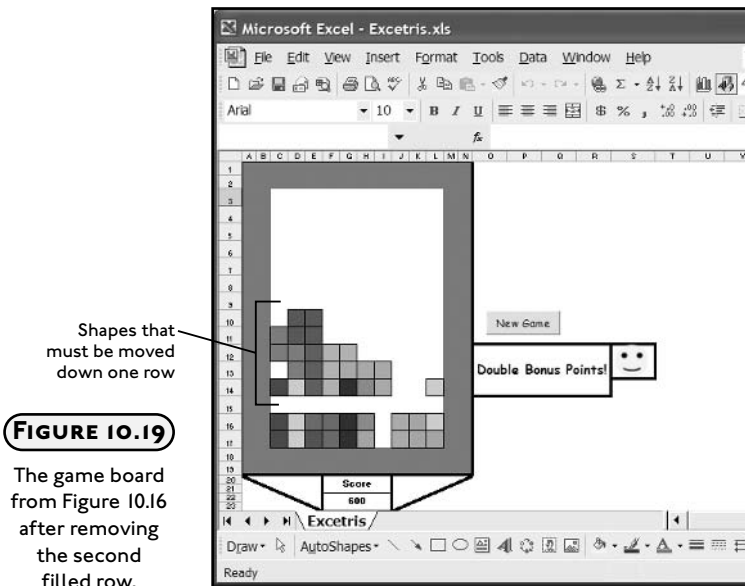 Microsoft Excel - Excetris.xls
File Edit View Insert Format Tools Data Window Help
Arial 10 B I U $ % ,
fx
A B C D E F G H I J K L M N O P Q R S T U V
1
2
3
4
5
6
7
8
9
10
11
12
13
14
15
16
17
18
19
20
21
22
23
New Game
Double Bonus Points!
Shapes that
must be moved
down one row
FIGURE 10.19
The game board
from Figure 10.16
after removing
the second
filled row.
Score
600
Excetris
Draw AutoShapes
Ready